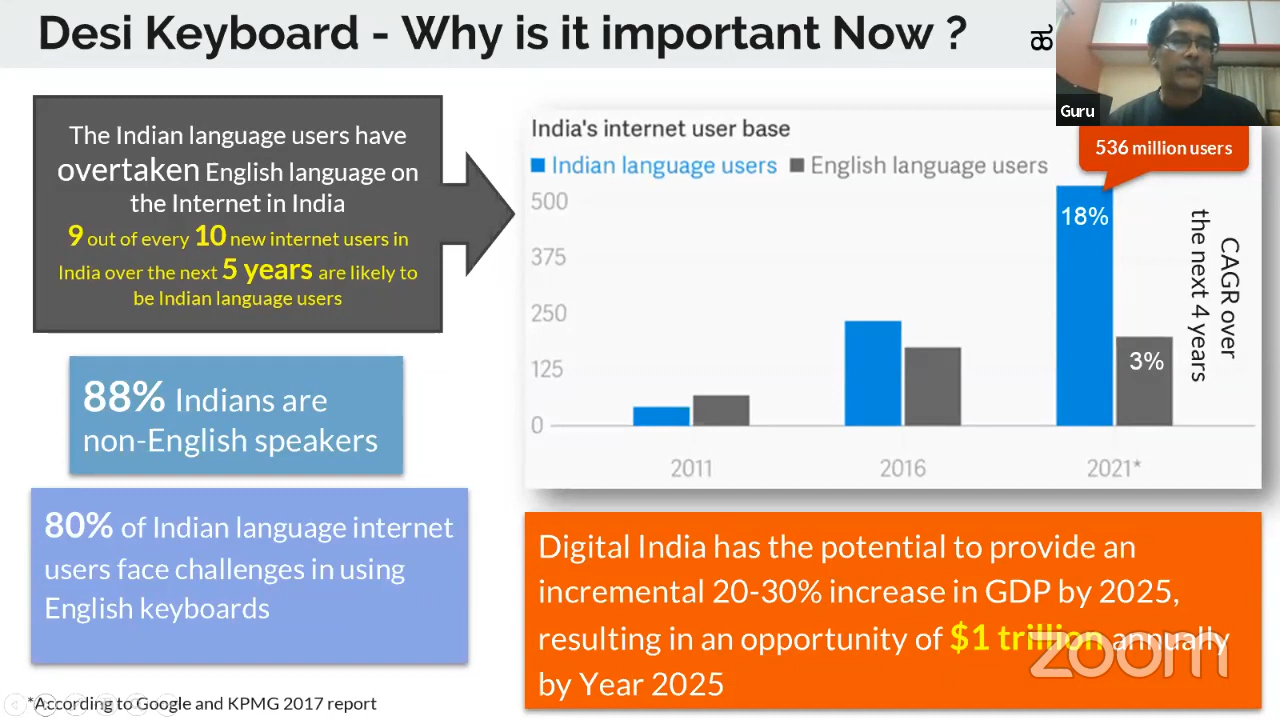 Desi Keyboard - Why is it important Now ?
Guru
The Indian language users have
overtaken English language on
the Internet in India
9 out of every 10 new internet users in
India over the next 5 years are likely to
be Indian language users
88% Indians are
non-English speakers
80% of Indian language internet
users face challenges in using
English keyboards
*According to Google and KPMG 2017 report
India's internet user base
Indian language users English language users
536 million users
500
375
250
125
0
18%
3%
2011 2016 2021*
CAGR over
the next 4 years
Digital India has the potential to provide an
incremental 20-30% increase in GDP by 2025,
resulting in an opportunity of $1 trillion annually
by Year 2025
zoom